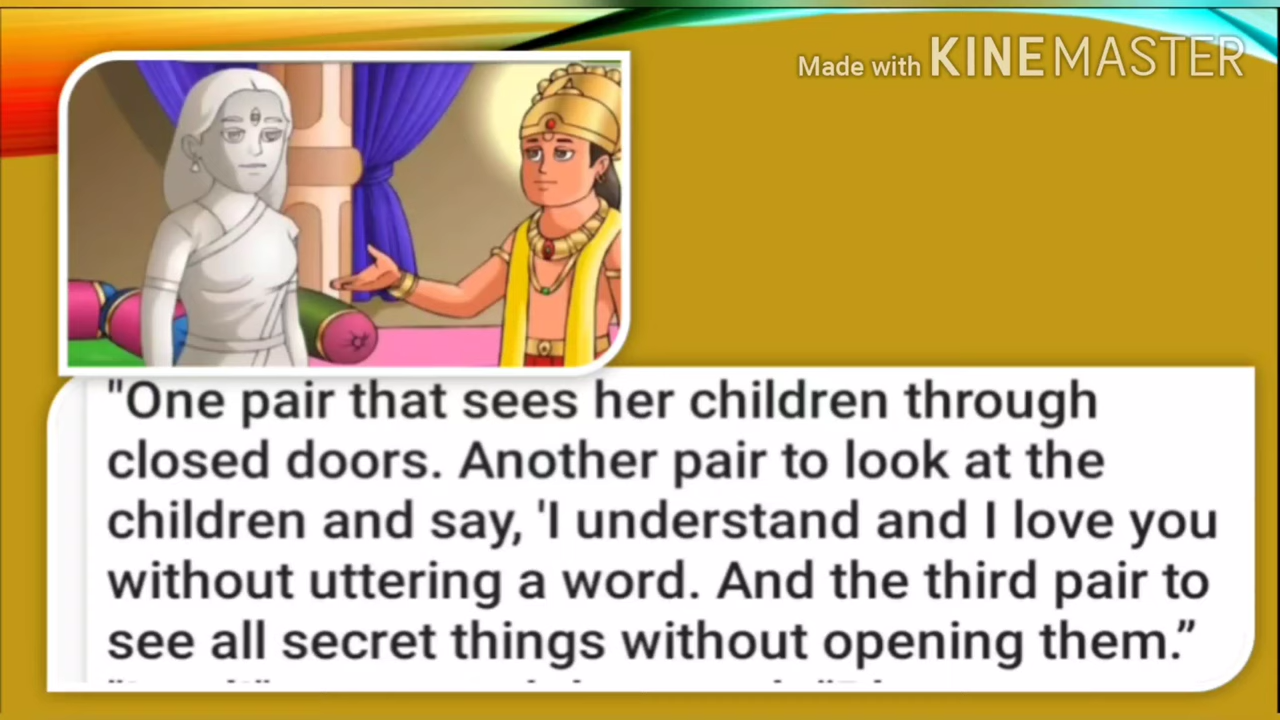 Made with KINEMASTER
"One pair that sees her children through
closed doors. Another pair to look at the
children and say, 'I understand and I love you
without uttering a word. And the third pair to
see all secret things without opening them.”